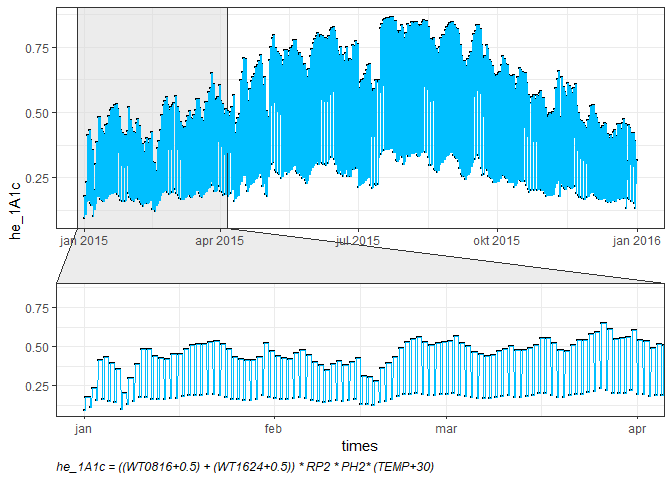 0.75
0.50
0.25
he_1A1c
jan 2015 apr 2015 jul 2015 okt 2015 jan 2016
0.75
0.50
0.25
jan feb mar apr
times
he_1A1c = ((WT0816+0.5) + (WT1624+0.5)) * RP2 * PH2* (TEMP+30)